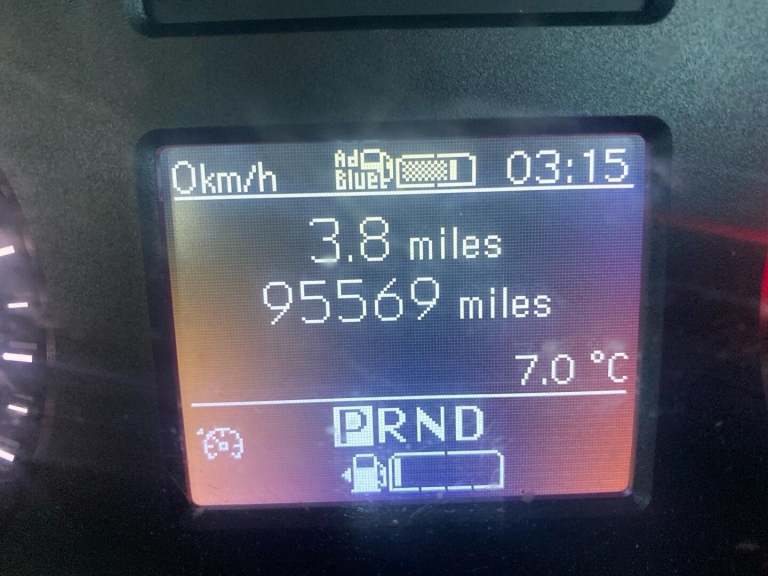 0km/h Ad Blue 03:15
3.8 miles
95569 miles
7.0 °C
PRND